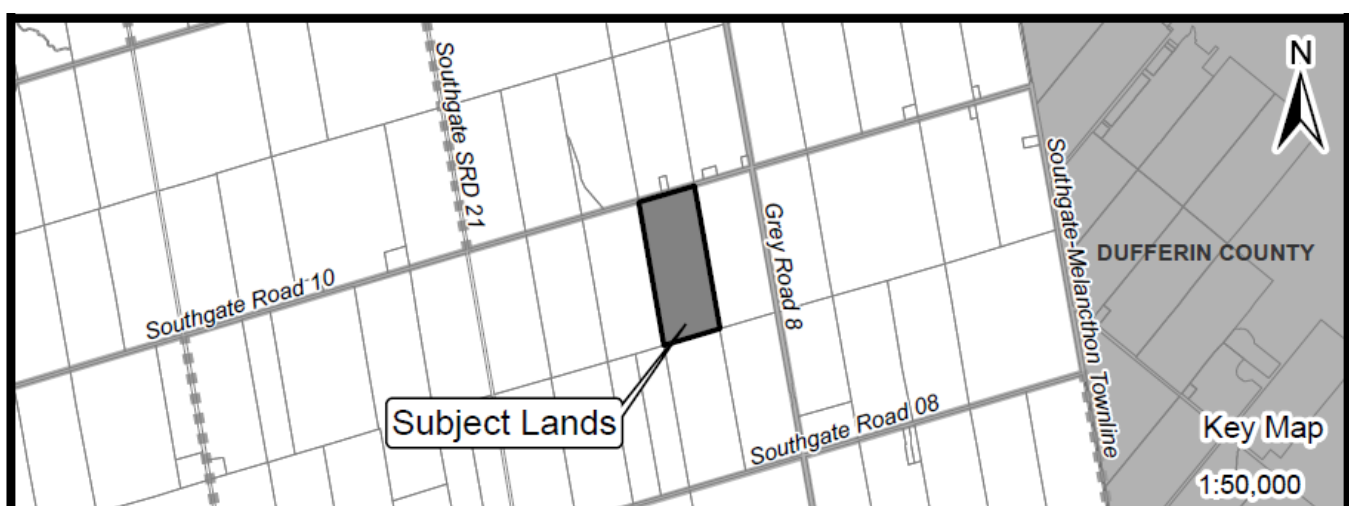 N
Southgate SRD 21
Grey Road 8
Southgate-Melancthon Townline
DUFFERIN COUNTY
Southgate Road 10
Subject Lands
Southgate Road 08
Key Map
1:50,000